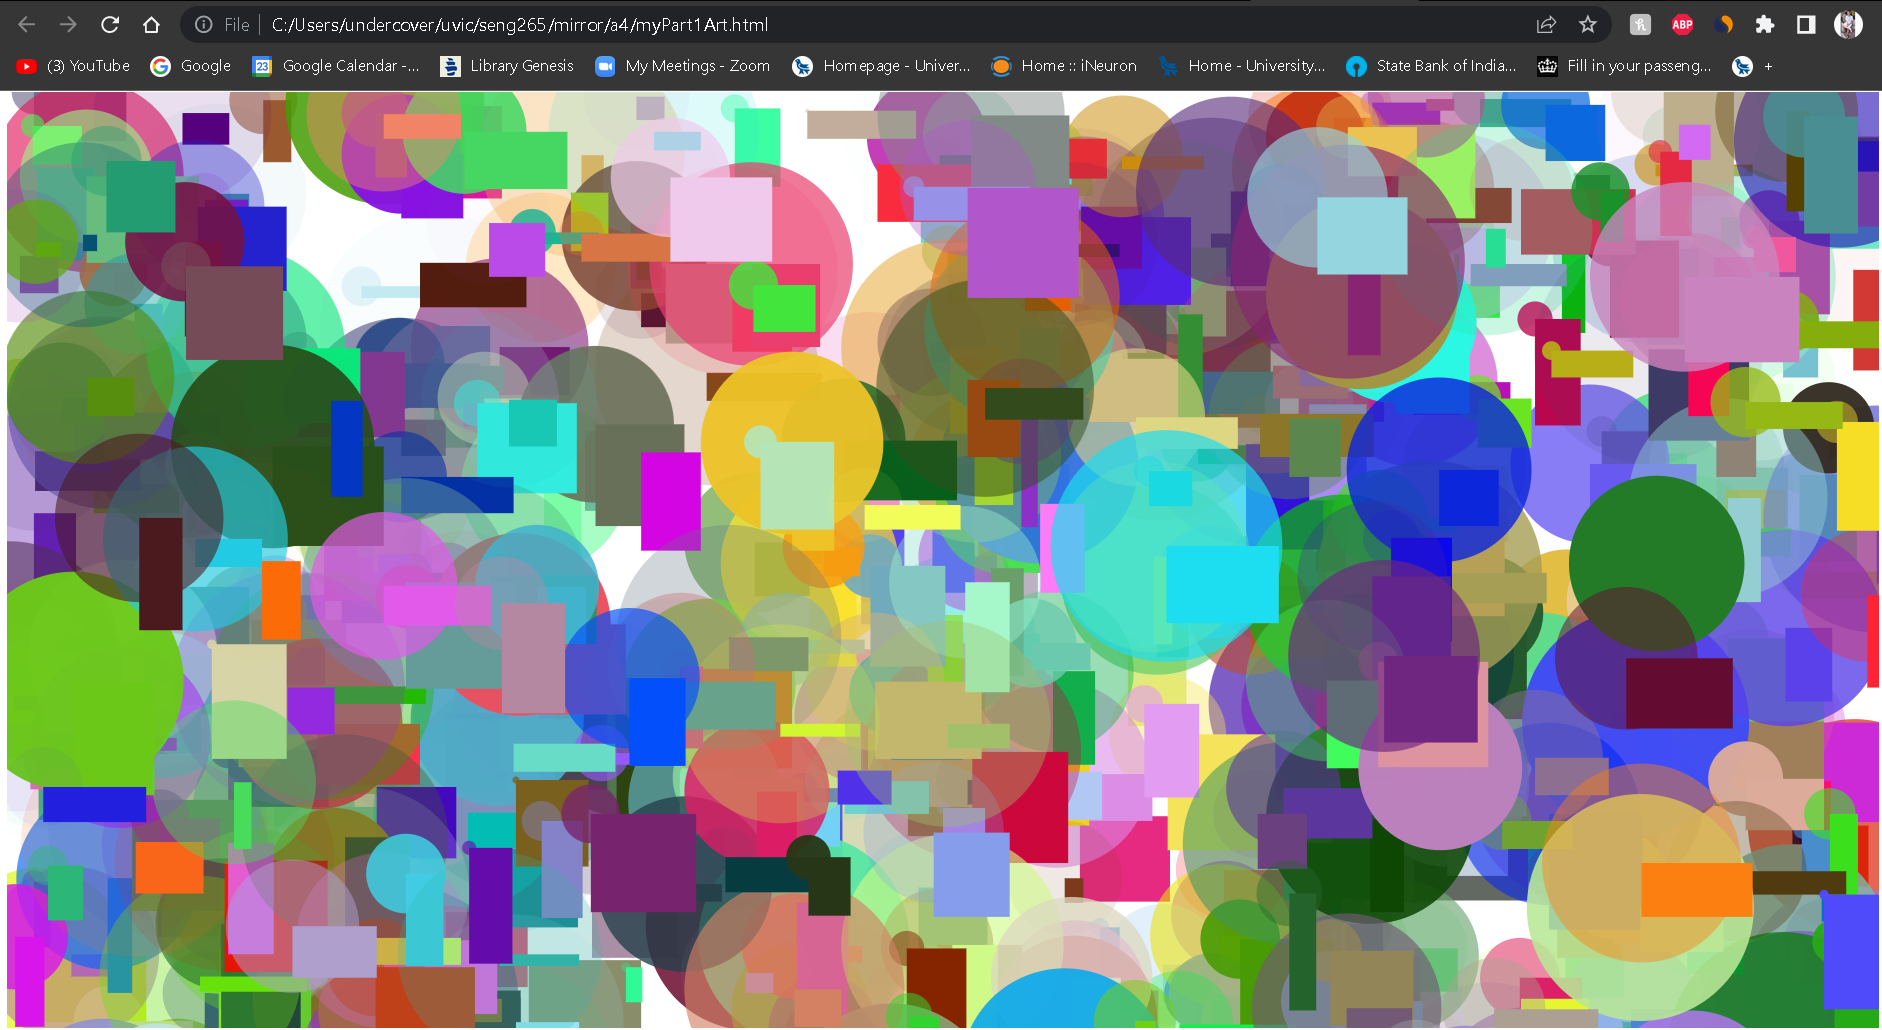 File C:/Users/undercover/uvic/seng265/mirror/a4/myPart1Art.html
ABP
(3) YouTube Google 23 Google Calendar -... Library Genesis My Meetings - Zoom Homepage - Univer... Home :: iNeuron Home - University... State Bank of India... Fill in your passeng... +